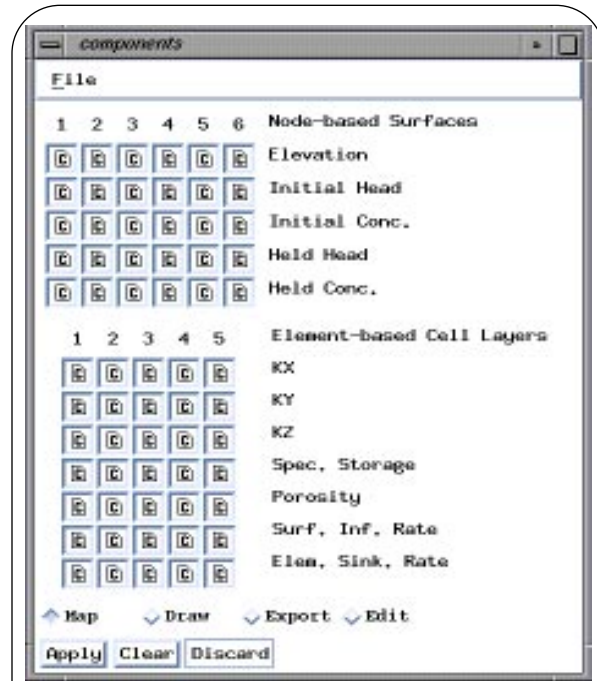 components
File
1 2 3 4 5 6 Node-based Surfaces
C C C C C C Elevation
C C C C C C Initial Head
C C C C C C Initial Conc.
C C C C C C Held Head
C C C C C C Held Conc.
1 2 3 4 5 Element-based Cell Layers
C C C C C KX
C C C C C KY
C C C C C KZ
C C C C C Spec. Storage
C C C C C Porosity
C C C C C Surf. Inf. Rate
C C C C C Elem. Sink. Rate
Map Draw Export Edit
Apply Clear Discard